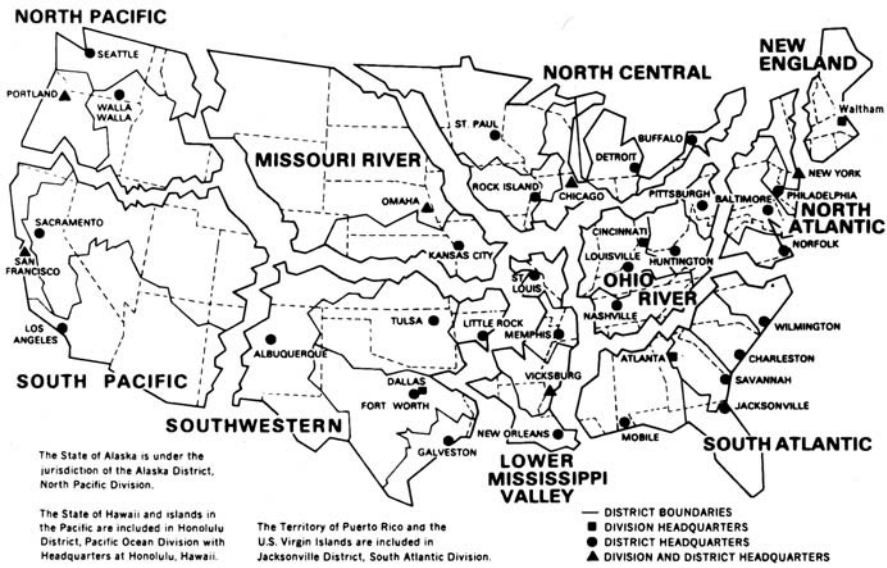 NORTH PACIFIC
SEATTLE
PORTLAND
WALLA
WALLA
NORTH CENTRAL
NEW
ENGLAND
Waltham
ST. PAUL
BUFFALO
DETROIT
MISSOURI RIVER
ROCK ISLAND
CHICAGO
NEW YORK
PITTSBURGH
BALTIMORE
PHILADELPHIA
NORTH
ATLANTIC
OMAHA
SACRAMENTO
SAN
FRANCISCO
KANSAS CITY
CINCINNATI
LOUISVILLE
HUNTINGTON
NORFOLK
ST.
LOUIS
OHIO
RIVER
NASHVILLE
LOS
ANGELES
ALBUQUERQUE
TULSA
LITTLE ROCK
MEMPHIS
WILMINGTON
ATLANTA
CHARLESTON
SOUTH PACIFIC
DALLAS
FORT WORTH
VICKSBURG
SAVANNAH
JACKSONVILLE
SOUTHWESTERN
GALVESTON
NEW ORLEANS
MOBILE
SOUTH ATLANTIC
LOWER
MISSISSIPPI
VALLEY
The State of Alaska is under the
jurisdiction of the Alaska District,
North Pacific Division.
The State of Hawaii and islands in
the Pacific are included in Honolulu
District, Pacific Ocean Division with
Headquarters at Honolulu, Hawaii.
The Territory of Puerto Rico and the
U.S. Virgin Islands are included in
Jacksonville District, South Atlantic Division.
DISTRICT BOUNDARIES
DIVISION HEADQUARTERS
DISTRICT HEADQUARTERS
DIVISION AND DISTRICT HEADQUARTERS